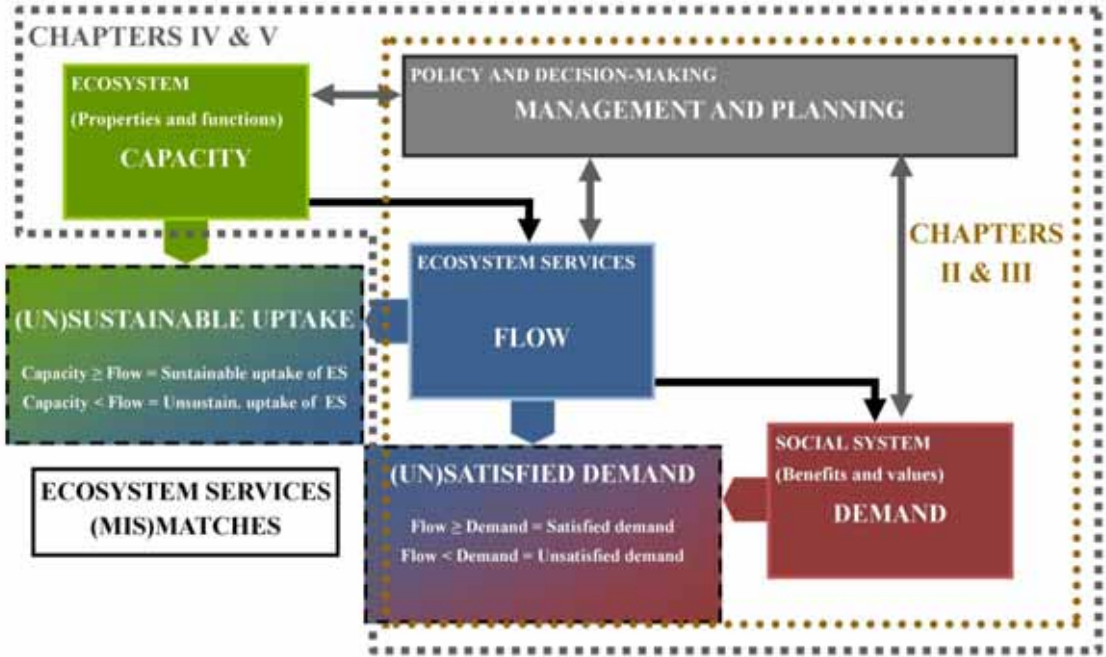 CHAPTERS IV & V
ECOSYSTEM
(Properties and functions)
CAPACITY
POLICY AND DECISION-MAKING
MANAGEMENT AND PLANNING
CHAPTERS
II & III
ECOSYSTEM SERVICES
FLOW
(UN)SUSTAINABLE UPTAKE
Capacity ≥ Flow = Sustainable uptake of ES
Capacity < Flow = Unsustain. uptake of ES
SOCIAL SYSTEM
(Benefits and values)
DEMAND
(UN)SATISFIED DEMAND
Flow ≥ Demand = Satisfied demand
Flow < Demand = Unsatisfied demand
ECOSYSTEM SERVICES
(MIS)MATCHES